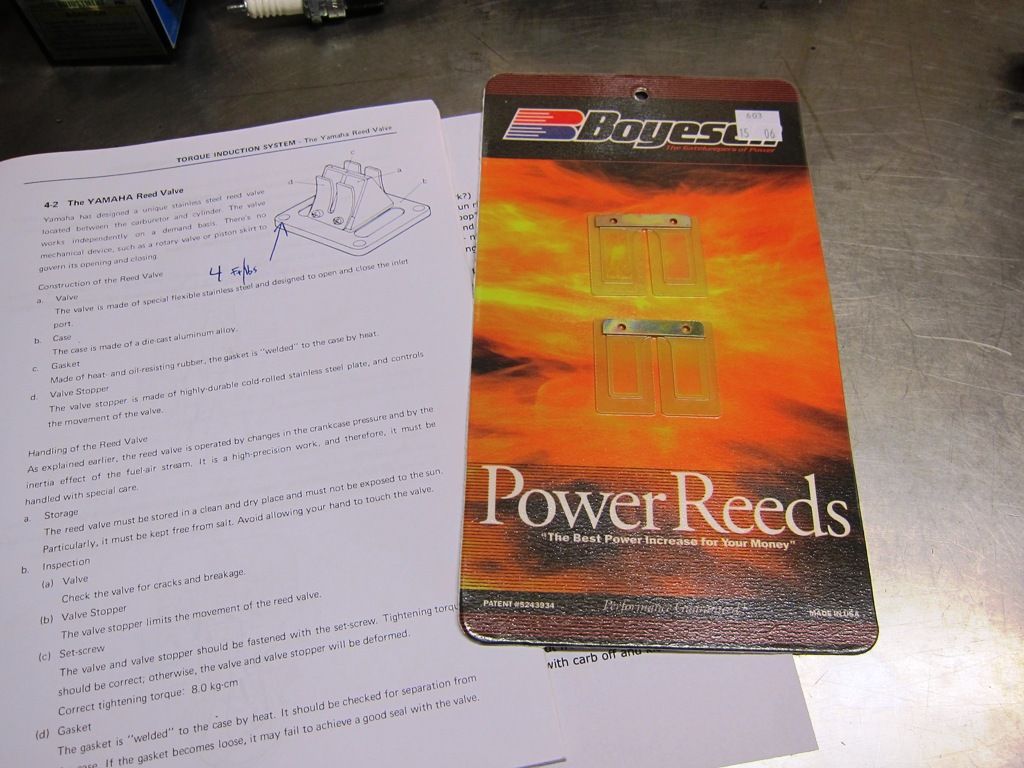 TORQUE INDUCTION SYSTEM - The Yamaha Reed Valve
4-2 The YAMAHA Reed Valve
Yamaha has designed a unique stainless steel reed valve
located between the carburetor and cylinder. The valve
works independently on a demand basis. There's no
mechanical device, such as a rotary valve or piston skirt to
govern its opening and closing.
c
d
a
b
4
Construction of the Reed Valve
a. Valve
The valve is made of special flexible stainless steel and designed to open and close the inlet
port.
b. Case
The case is made of a die-cast aluminum alloy.
c. Gasket
Made of heat- and oil-resisting rubber, the gasket is "welded" to the case by heat.
d. Valve Stopper
The valve stopper is made of highly-durable cold-rolled stainless steel plate, and controls
the movement of the valve.
Handling of the Reed Valve
As explained earlier, the reed valve is operated by changes in the crankcase pressure and by the
inertia effect of the fuel-air stream. It is a high-precision work, and therefore, it must be
handled with special care.
a. Storage
The reed valve must be stored in a clean and dry place and must not be exposed to the sun.
Particularly, it must be kept free from salt. Avoid allowing your hand to touch the valve.
b. Inspection
(a) Valve
Check the valve for cracks and breakage.
(b) Valve Stopper
The valve stopper limits the movement of the reed valve.
(c) Set-screw
The valve and valve stopper should be fastened with the set-screw. Tightening torqu
should be correct; otherwise, the valve and valve stopper will be deformed.
Correct tightening torque: 8.0 kg-cm
(d) Gasket
The gasket is "welded" to the case by heat. It should be checked for separation from
case. If the gasket becomes loose, it may fail to achieve a good seal with the valve.
k?)
with carb off and
Boyes
603
15 06
The Gatekeepers of Power
Power Reeds
"The Best Power Increase for Your Money"
PATENT #5243934
Performance Guaranteed
MADE IN USA